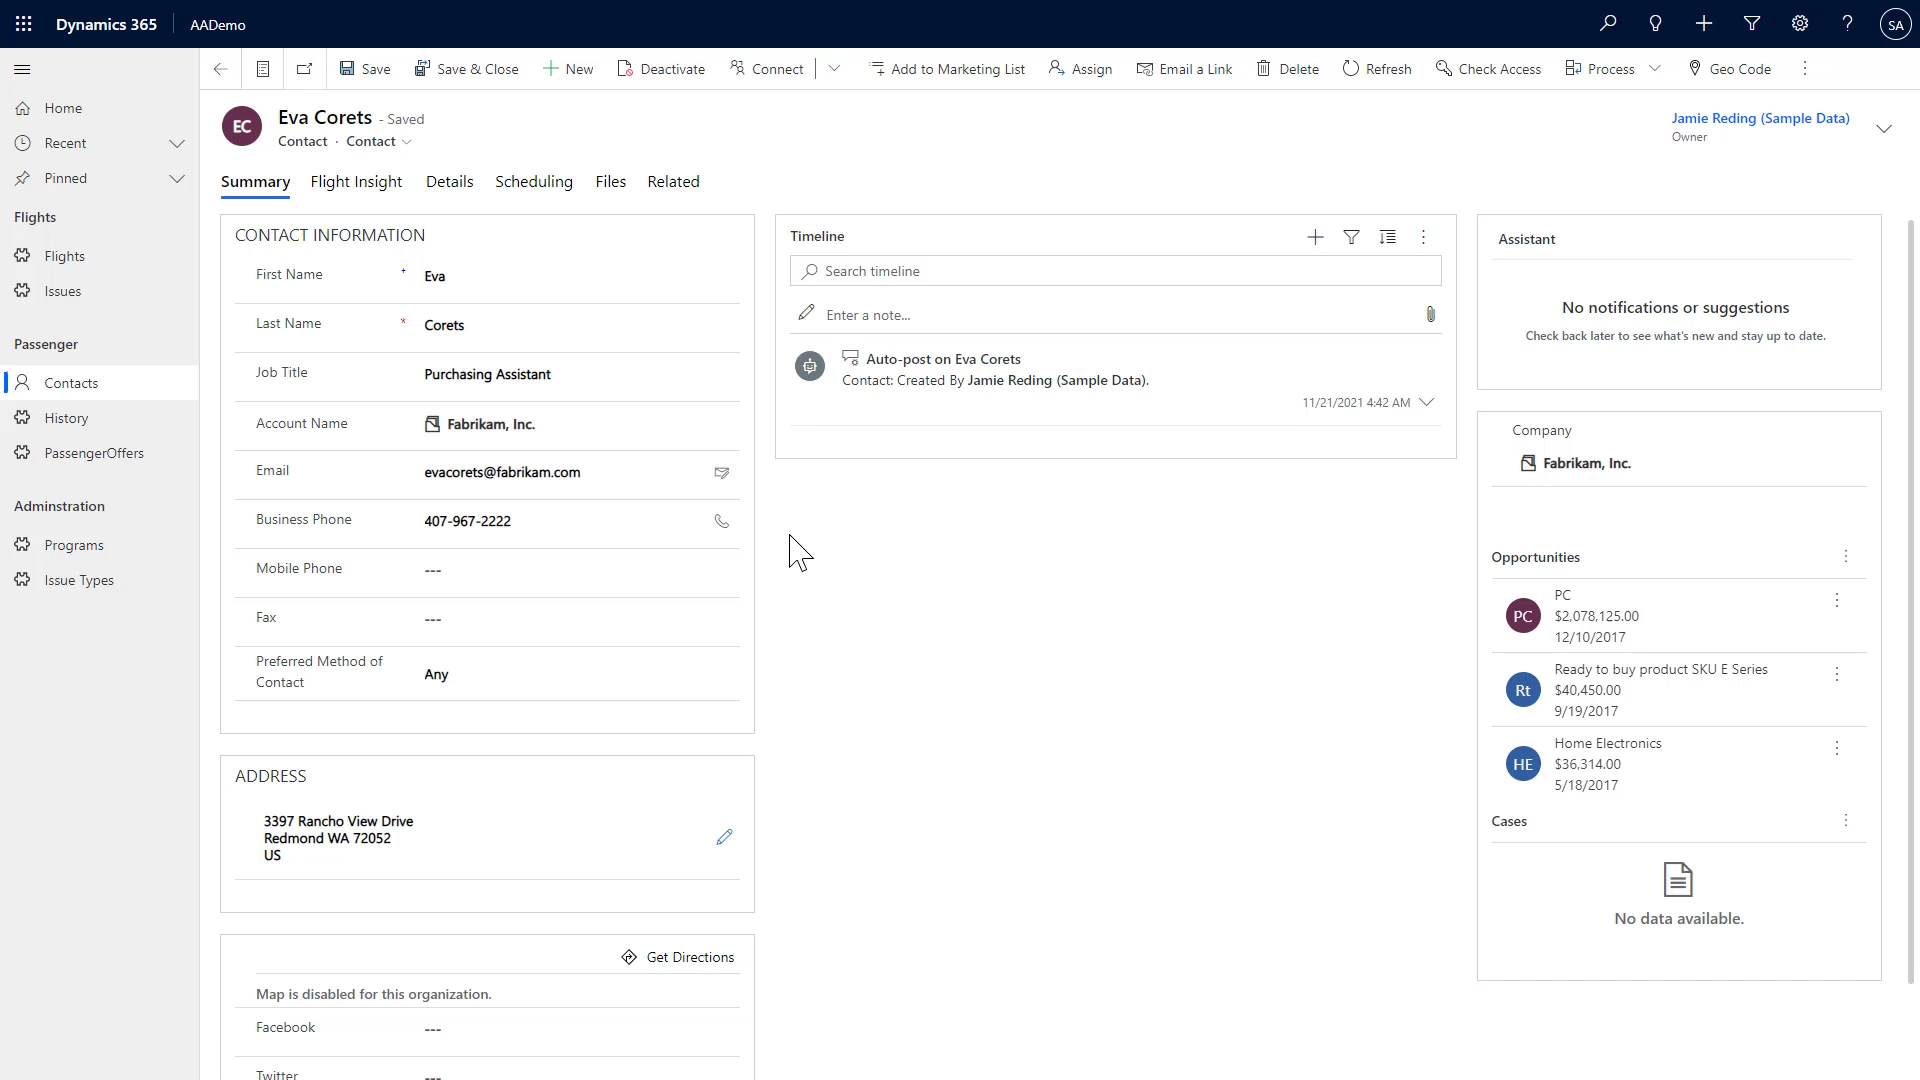 Dynamics 365
AADemo
SA
Save
Save & Close
New
Deactivate
Connect
Add to Marketing List
Assign
Email a Link
Delete
Refresh
Check Access
Process
Geo Code
Home
Recent
Pinned
Flights
Flights
Issues
Passenger
Contacts
History
PassengerOffers
Adminstration
Programs
Issue Types
EC
Eva Corets - Saved
Contact · Contact
Jamie Reding (Sample Data)
Owner
Summary
Flight Insight
Details
Scheduling
Files
Related
CONTACT INFORMATION
First Name + Eva
Last Name * Corets
Job Title Purchasing Assistant
Account Name Fabrikam, Inc.
Email evacorets@fabrikam.com
Business Phone 407-967-2222
Mobile Phone ---
Fax ---
Preferred Method of
Contact
Any
ADDRESS
3397 Rancho View Drive
Redmond WA 72052
US
Get Directions
Map is disabled for this organization.
Facebook ---
Twitter ---
Timeline
Search timeline
Enter a note...
Auto-post on Eva Corets
Contact: Created By Jamie Reding (Sample Data).
11/21/2021 4:42 AM
Assistant
No notifications or suggestions
Check back later to see what's new and stay up to date.
Company
Fabrikam, Inc.
Opportunities
PC
PC
$2,078,125.00
12/10/2017
Rt
Ready to buy product SKU E Series
$40,450.00
9/19/2017
HE
Home Electronics
$36,314.00
5/18/2017
Cases
No data available.